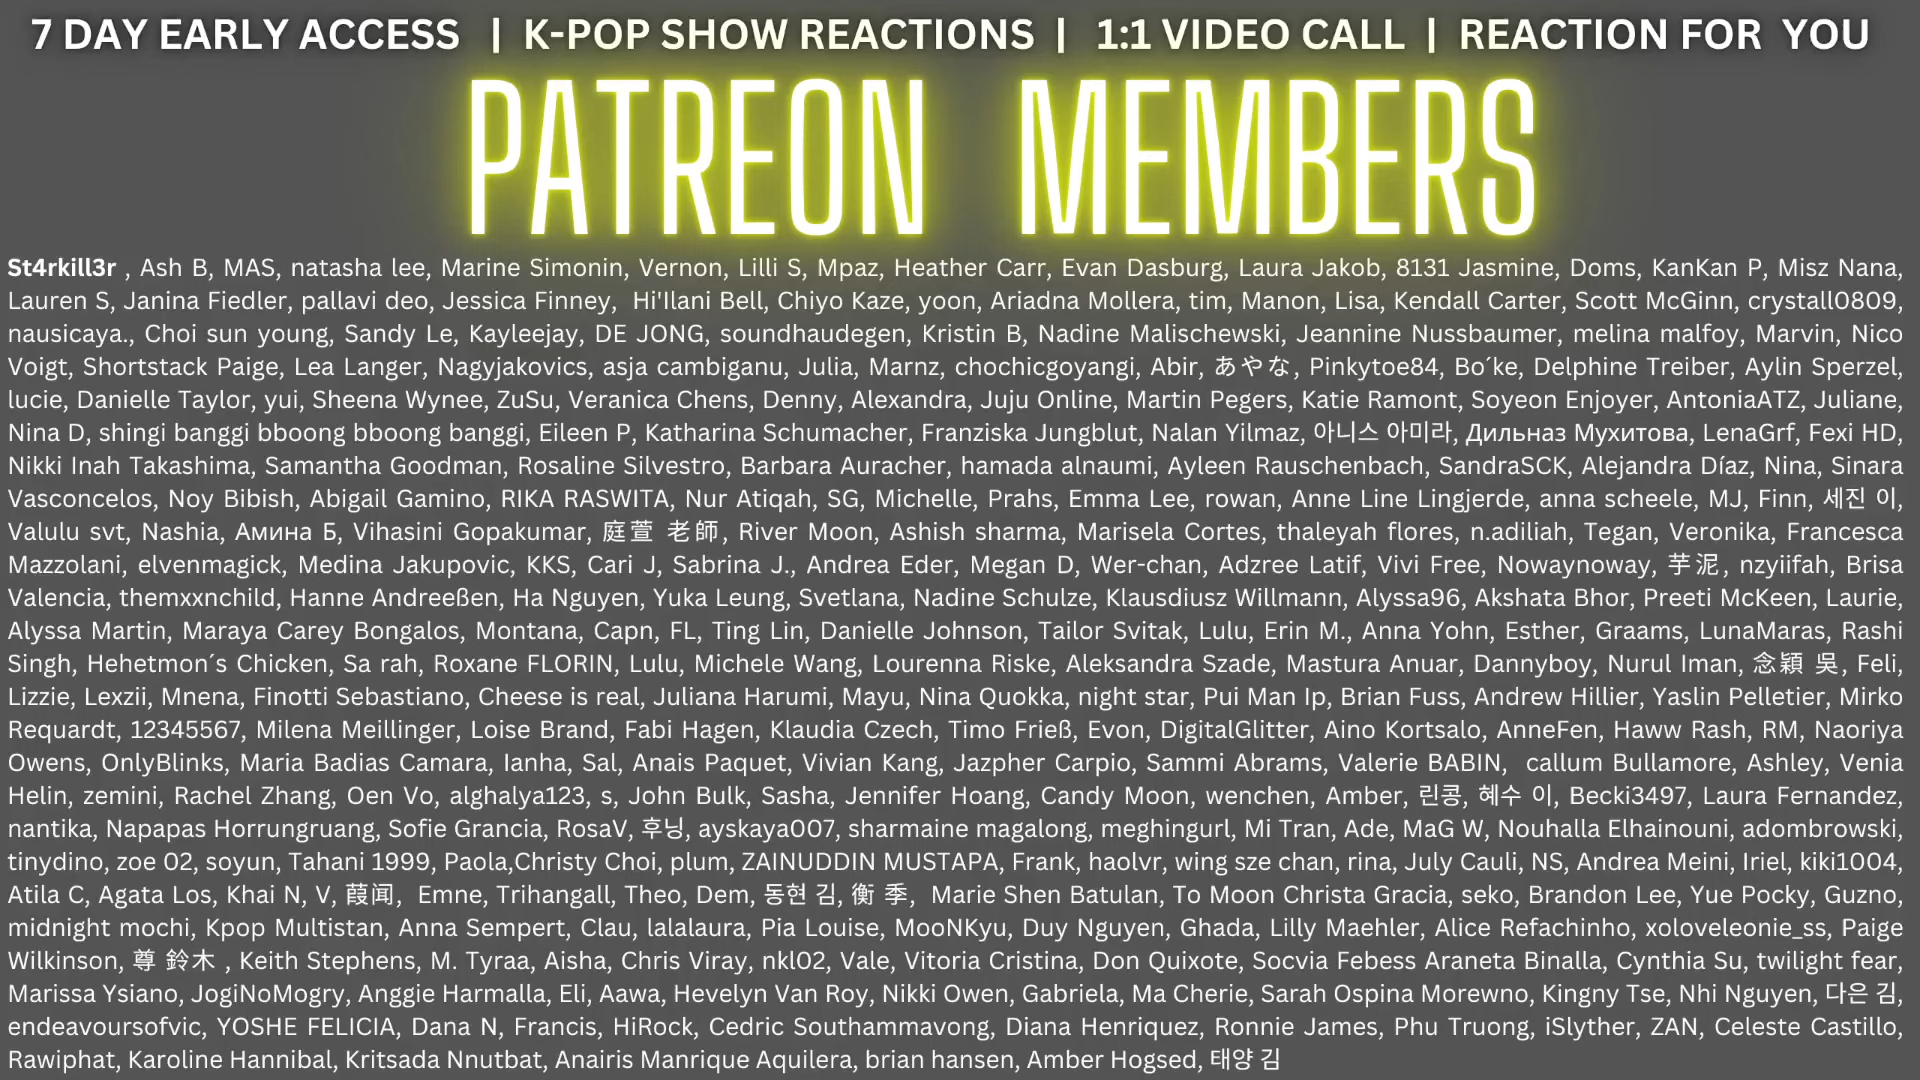 7 DAY EARLY ACCESS | K-POP SHOW REACTIONS | 1:1 VIDEO CALL | REACTION FOR YOU
PATREON MEMBERS
St4rkill3r , Ash B, MAS, natasha lee, Marine Simonin, Vernon, Lilli S, Mpaz, Heather Carr, Evan Dasburg, Laura Jakob, 8131 Jasmine, Doms, KanKan P, Misz Nana,
Lauren S, Janina Fiedler, pallavi deo, Jessica Finney, Hi'Ilani Bell, Chiyo Kaze, yoon, Ariadna Mollera, tim, Manon, Lisa, Kendall Carter, Scott McGinn, crystall0809,
nausicaya., Choi sun young, Sandy Le, Kayleejay, DE JONG, soundhaudegen, Kristin B, Nadine Malischewski, Jeannine Nussbaumer, melina malfoy, Marvin, Nico
Voigt, Shortstack Paige, Lea Langer, Nagyjakovics, asja cambiganu, Julia, Marnz, chochicgoyangi, Abir, あやな, Pinkytoe84, Bo´ke, Delphine Treiber, Aylin Sperzel,
lucie, Danielle Taylor, yui, Sheena Wynee, ZuSu, Veranica Chens, Denny, Alexandra, Juju Online, Martin Pegers, Katie Ramont, Soyeon Enjoyer, AntoniaATZ, Juliane,
Nina D, shingi banggi bboong bboong banggi, Eileen P, Katharina Schumacher, Franziska Jungblut, Nalan Yilmaz, 아니스 아미라, Дильназ Мухитова, LenaGrf, Fexi HD,
Nikki Inah Takashima, Samantha Goodman, Rosaline Silvestro, Barbara Auracher, hamada alnaumi, Ayleen Rauschenbach, SandraSCK, Alejandra Díaz, Nina, Sinara
Vasconcelos, Noy Bibish, Abigail Gamino, RIKA RASWITA, Nur Atiqah, SG, Michelle, Prahs, Emma Lee, rowan, Anne Line Lingjerde, anna scheele, MJ, Finn, 세진 이,
Valulu svt, Nashia, Амина Б, Vihasini Gopakumar, 庭萱 老師, River Moon, Ashish sharma, Marisela Cortes, thaleyah flores, n.adiliah, Tegan, Veronika, Francesca
Mazzolani, elvenmagick, Medina Jakupovic, KKS, Cari J, Sabrina J., Andrea Eder, Megan D, Wer-chan, Adzree Latif, Vivi Free, Nowaynoway, 芋泥, nzyiifah, Brisa
Valencia, themxxnchild, Hanne Andreeßen, Ha Nguyen, Yuka Leung, Svetlana, Nadine Schulze, Klausdiusz Willmann, Alyssa96, Akshata Bhor, Preeti McKeen, Laurie,
Alyssa Martin, Maraya Carey Bongalos, Montana, Capn, FL, Ting Lin, Danielle Johnson, Tailor Svitak, Lulu, Erin M., Anna Yohn, Esther, Graams, LunaMaras, Rashi
Singh, Hehetmon´s Chicken, Sa rah, Roxane FLORIN, Lulu, Michele Wang, Lourenna Riske, Aleksandra Szade, Mastura Anuar, Dannyboy, Nurul Iman, 念穎 吳, Feli,
Lizzie, Lexzii, Mnena, Finotti Sebastiano, Cheese is real, Juliana Harumi, Mayu, Nina Quokka, night star, Pui Man Ip, Brian Fuss, Andrew Hillier, Yaslin Pelletier, Mirko
Requardt, 12345567, Milena Meillinger, Loise Brand, Fabi Hagen, Klaudia Czech, Timo Frieß, Evon, DigitalGlitter, Aino Kortsalo, AnneFen, Haww Rash, RM, Naoriya
Owens, OnlyBlinks, Maria Badias Camara, Ianha, Sal, Anais Paquet, Vivian Kang, Jazpher Carpio, Sammi Abrams, Valerie BABIN, callum Bullamore, Ashley, Venia
Helin, zemini, Rachel Zhang, Oen Vo, alghalya123, s, John Bulk, Sasha, Jennifer Hoang, Candy Moon, wenchen, Amber, 린콩, 혜수 이, Becki3497, Laura Fernandez,
nantika, Napapas Horrungruang, Sofie Grancia, RosaV, 후닝, ayskaya007, sharmaine magalong, meghingurl, Mi Tran, Ade, MaG W, Nouhalla Elhainouni, adombrowski,
tinydino, zoe 02, soyun, Tahani 1999, Paola,Christy Choi, plum, ZAINUDDIN MUSTAPA, Frank, haolvr, wing sze chan, rina, July Cauli, NS, Andrea Meini, Iriel, kiki1004,
Atila C, Agata Los, Khai N, V, 葭闻, Emne, Trihangall, Theo, Dem, 동현 김, 衡 季, Marie Shen Batulan, To Moon Christa Gracia, seko, Brandon Lee, Yue Pocky, Guzno,
midnight mochi, Kpop Multistan, Anna Sempert, Clau, lalalaura, Pia Louise, MooNKyu, Duy Nguyen, Ghada, Lilly Maehler, Alice Refachinho, xoloveleonie_ss, Paige
Wilkinson, 尊 鈴木 , Keith Stephens, M. Tyraa, Aisha, Chris Viray, nkl02, Vale, Vitoria Cristina, Don Quixote, Socvia Febess Araneta Binalla, Cynthia Su, twilight fear,
Marissa Ysiano, JogiNoMogry, Anggie Harmalla, Eli, Aawa, Hevelyn Van Roy, Nikki Owen, Gabriela, Ma Cherie, Sarah Ospina Morewno, Kingny Tse, Nhi Nguyen, 다은 김,
endeavoursofvic, YOSHE FELICIA, Dana N, Francis, HiRock, Cedric Southammavong, Diana Henriquez, Ronnie James, Phu Truong, iSlyther, ZAN, Celeste Castillo,
Rawiphat, Karoline Hannibal, Kritsada Nnutbat, Anairis Manrique Aquilera, brian hansen, Amber Hogsed, 태양 김